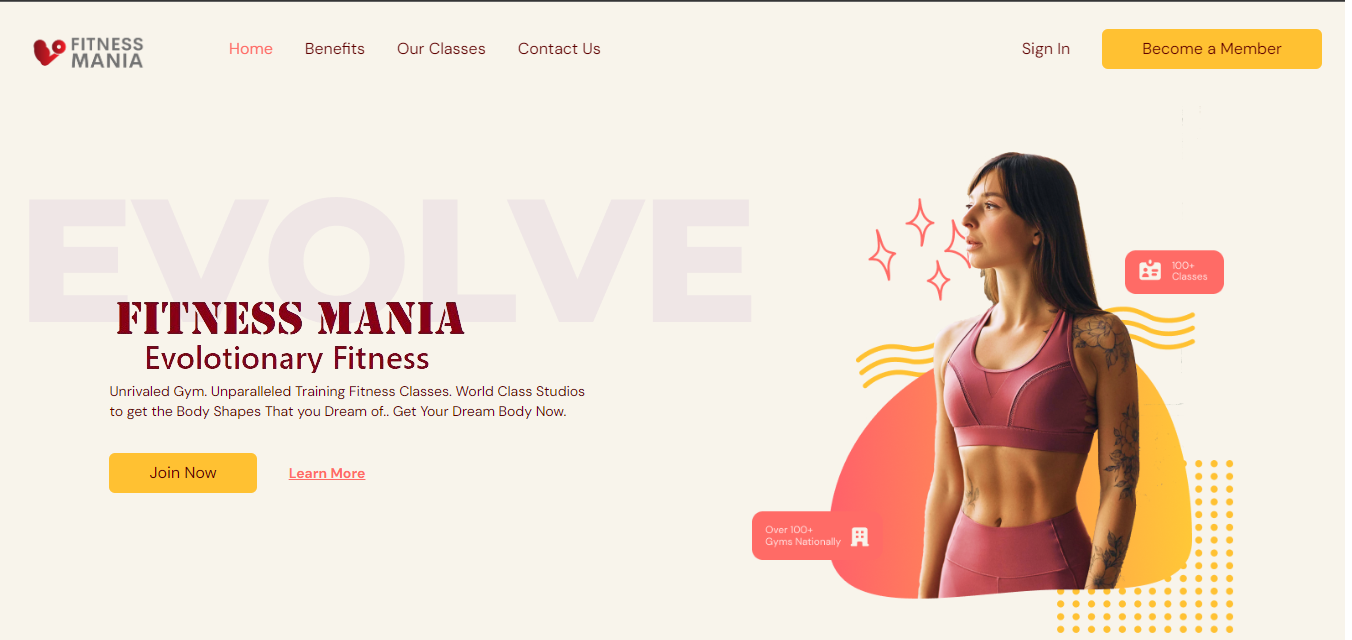 FITNESS
MANIA
Home
Benefits
Our Classes
Contact Us
Sign In
Become a Member
EVOLVE
FITNESS MANIA
Evolotionary Fitness
Unrivaled Gym. Unparalleled Training Fitness Classes. World Class Studios
to get the Body Shapes That you Dream of.. Get Your Dream Body Now.
Join Now
Learn More
100+
Classes
Over 100+
Gyms Nationally